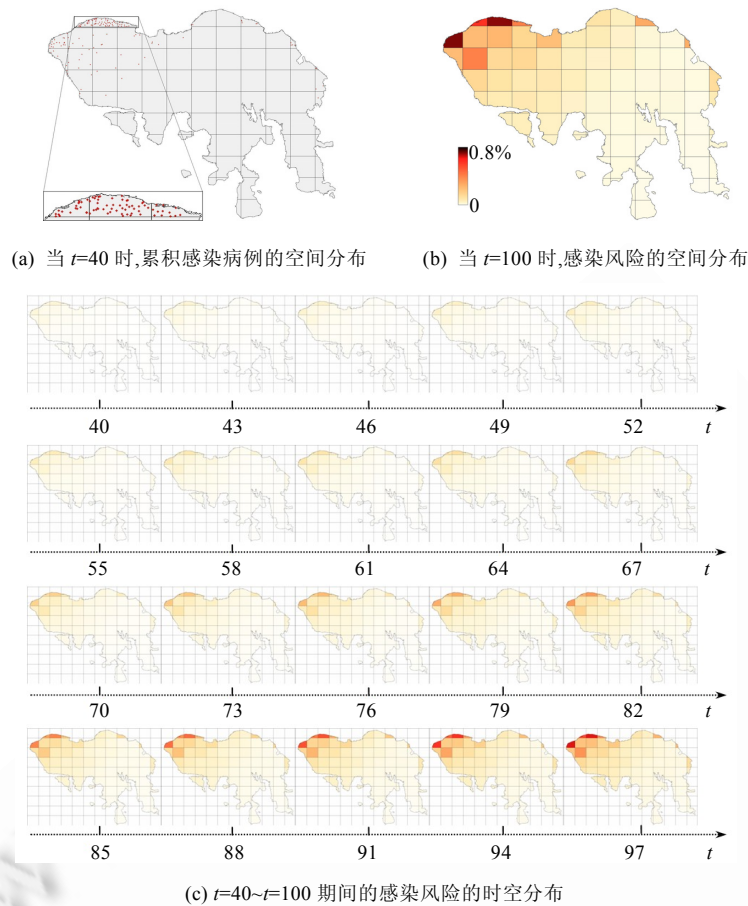 0.8%
0
(a) 当 t=40 时,累积感染病例的空间分布
(b) 当 t=100 时,感染风险的空间分布
40 43 46 49 52 t
55 58 61 64 67 t
70 73 76 79 82 t
85 88 91 94 97 t
(c) t=40~t=100 期间的感染风险的时空分布